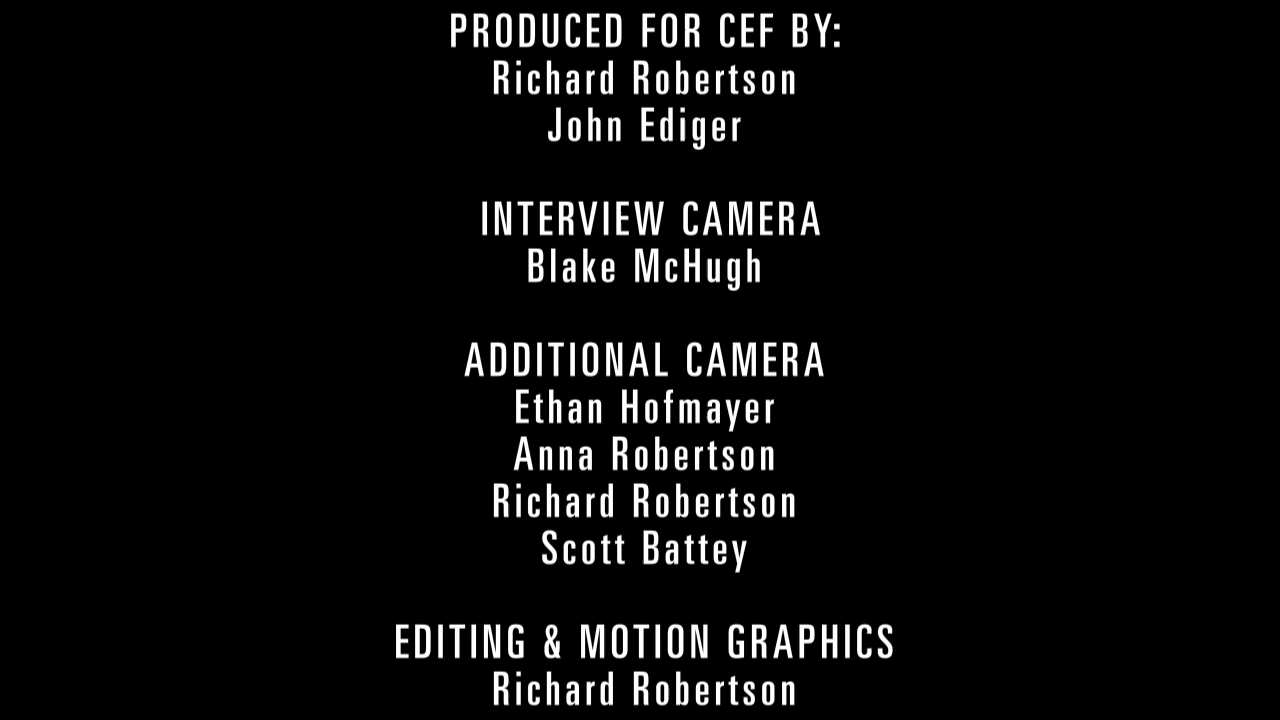 PRODUCED FOR CEF BY:
Richard Robertson
John Ediger
INTERVIEW CAMERA
Blake McHugh
ADDITIONAL CAMERA
Ethan Hofmayer
Anna Robertson
Richard Robertson
Scott Battey
EDITING & MOTION GRAPHICS
Richard Robertson